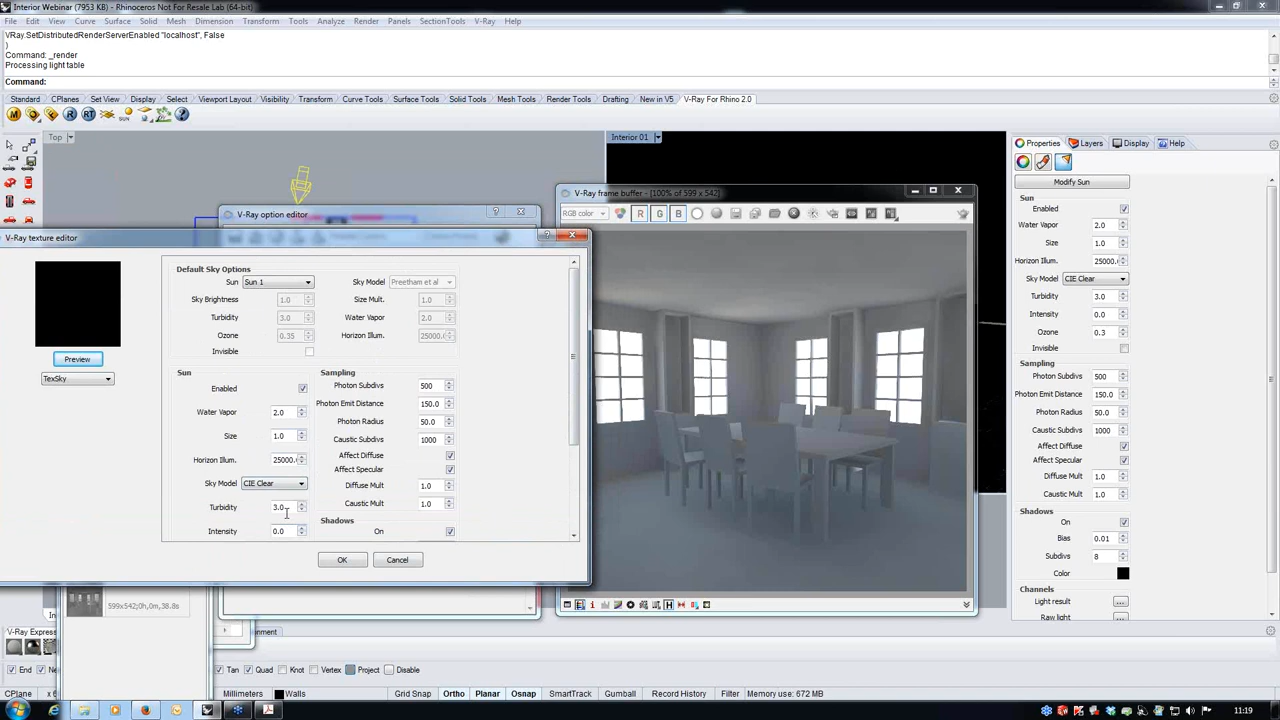 Interior Webinar (7953 KB) - Rhinoceros Not For Resale Lab (64-bit)
File Edit View Curve Surface Solid Mesh Dimension Transform Tools Analyze Render Panels SectionTools V-Ray Help
VRay.SetDistributedRenderServerEnabled "localhost", False
)
Command: _render
Processing light table
Command:
Standard CPlanes Set View Display Select Viewport Layout Visibility Transform Curve Tools Surface Tools Solid Tools Mesh Tools Render Tools Drafting New in V5 V-Ray For Rhino 2.0
Top
Interior 01
Properties Layers Display Help
Modify Sun
Sun
Enabled
Water Vapor 2.0
Size 1.0
Horizon Illum. 25000.
Sky Model CIE Clear
Turbidity 3.0
Intensity 0.0
Ozone 0.3
Invisible
Sampling
Photon Subdivs 500
Photon Emit Distance 150.0
Photon Radius 50.0
Caustic Subdivs 1000
Affect Diffuse
Affect Specular
Diffuse Mult 1.0
Caustic Mult 1.0
Shadows
On
Bias 0.01
Subdivs 8
Color
Channels
Light result ...
Raw light ...
V-Ray option editor
V-Ray frame buffer - [100% of 599 x 542]
RGB color R G B
V-Ray texture editor
Preview
TexSky
Default Sky Options
Sun Sun 1 Sky Model Preetham et al
Sky Brightness 1.0 Size Mult. 1.0
Turbidity 3.0 Water Vapor 2.0
Ozone 0.35 Horizon Illum. 25000.
Invisible
Sun
Enabled
Water Vapor 2.0
Size 1.0
Horizon Illum. 25000.
Sky Model CIE Clear
Turbidity 3.0
Intensity 0.0
Sampling
Photon Subdivs 500
Photon Emit Distance 150.0
Photon Radius 50.0
Caustic Subdivs 1000
Affect Diffuse
Affect Specular
Diffuse Mult 1.0
Caustic Mult 1.0
Shadows
On
OK Cancel
599x542;0h,0m,38.8s
V-Ray Expres
End Tan Quad Knot Vertex Project Disable
CPlane Millimeters Walls Grid Snap Ortho Planar Osnap SmartTrack Gumball Record History Filter Memory use: 672 MB
11:19